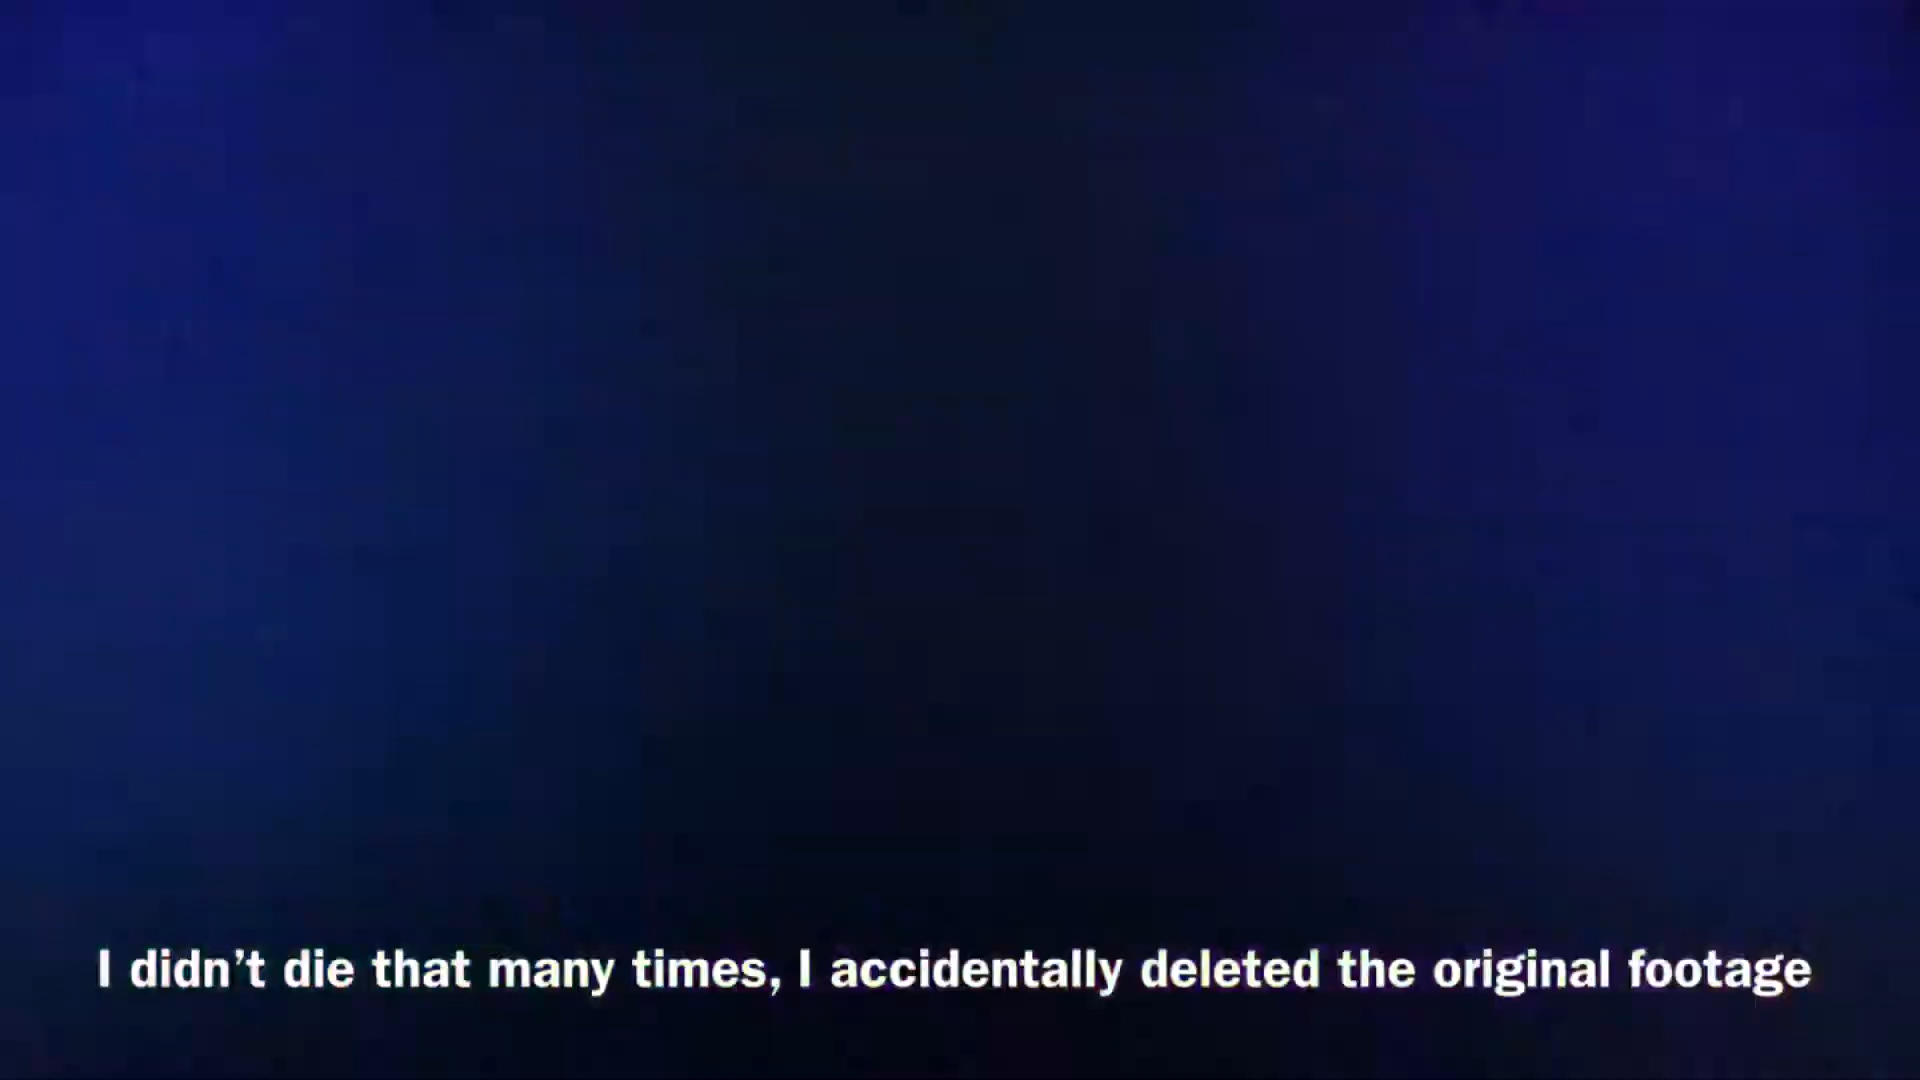 I didn’t die that many times, I accidentally deleted the original footage